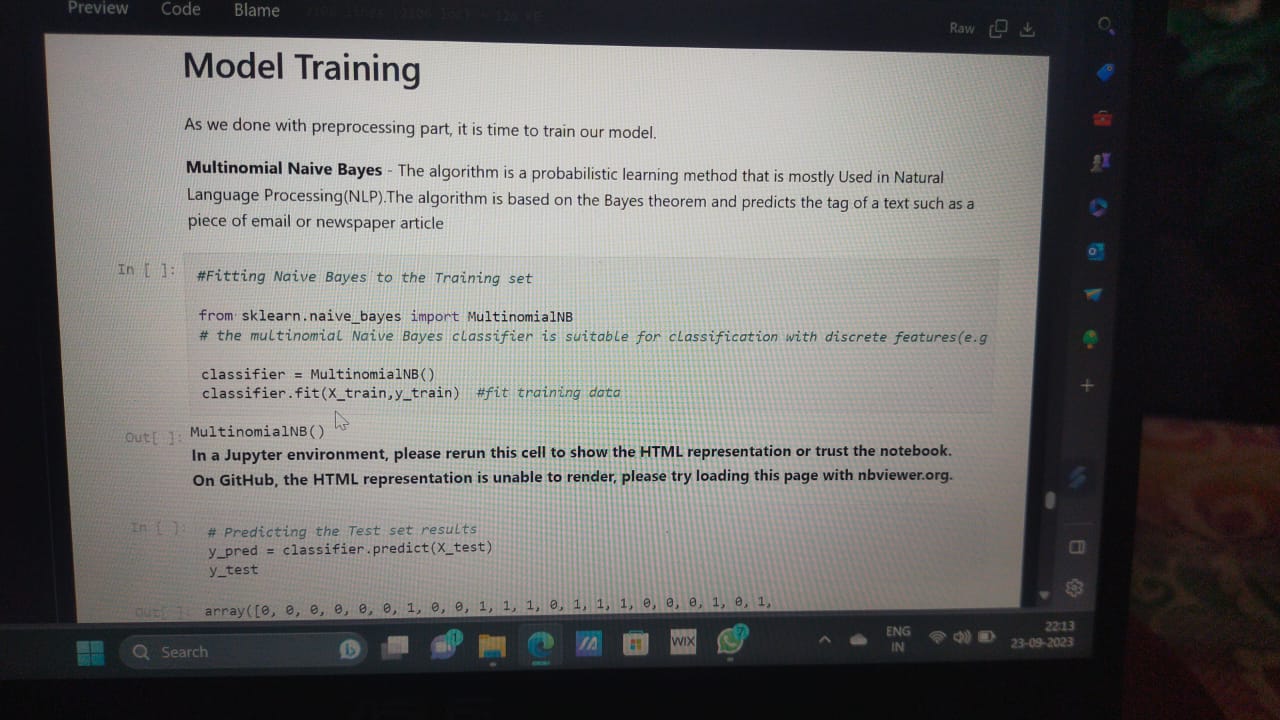 Preview Code Blame
Raw
Model Training
As we done with preprocessing part, it is time to train our model.
Multinomial Naive Bayes - The algorithm is a probabilistic learning method that is mostly Used in Natural
Language Processing(NLP).The algorithm is based on the Bayes theorem and predicts the tag of a text such as a
piece of email or newspaper article
In [ ]:
#Fitting Naive Bayes to the Training set
from sklearn.naive_bayes import MultinomialNB
# the multinomial Naive Bayes classifier is suitable for classification with discrete features(e.g
classifier = MultinomialNB()
classifier.fit(X_train,y_train) #fit training data
Out[ ]: MultinomialNB()
In a Jupyter environment, please rerun this cell to show the HTML representation or trust the notebook.
On GitHub, the HTML representation is unable to render, please try loading this page with nbviewer.org.
In [ ]:
# Predicting the Test set results
y_pred = classifier.predict(X_test)
y_test
Out[ ]:
array([0, 0, 0, 0, 0, 0, 1, 0, 0, 1, 1, 1, 0, 1, 1, 1, 0, 0, 0, 1, 0, 1,
Search
1
WIX
7
ENG
IN
22:13
23-09-2023